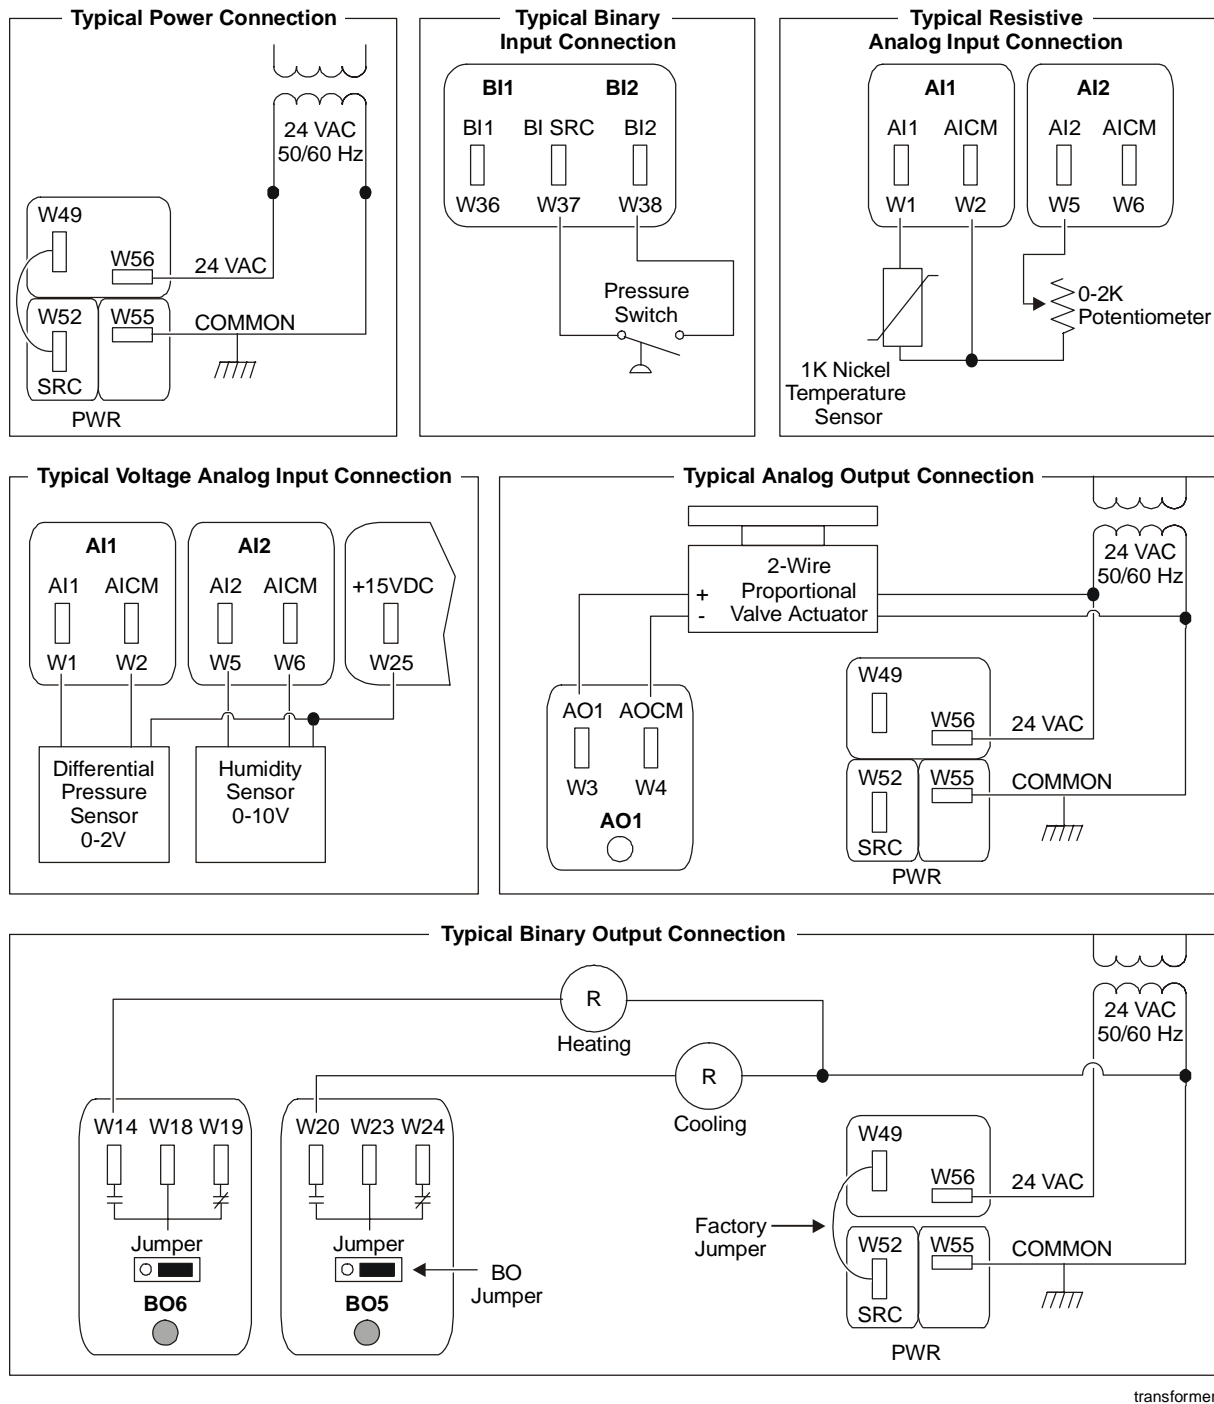 Typical Power Connection
24 VAC
50/60 Hz
W49
W56
24 VAC
W52
W55
COMMON
SRC
PWR
Typical Binary
Input Connection
BI1 BI2
BI1 BI SRC BI2
W36 W37 W38
Pressure
Switch
Typical Resistive
Analog Input Connection
AI1 AI2
AI1 AICM AI2 AICM
W1 W2 W5 W6
0-2K
Potentiometer
1K Nickel
Temperature
Sensor
Typical Voltage Analog Input Connection
AI1 AI2
AI1 AICM AI2 AICM +15VDC
W1 W2 W5 W6 W25
Differential
Pressure
Sensor
0-2V
Humidity
Sensor
0-10V
Typical Analog Output Connection
24 VAC
50/60 Hz
2-Wire
Proportional
Valve Actuator
+
-
AO1 AOCM
W3 W4
AO1
W49
W56
24 VAC
W52
W55
COMMON
SRC
PWR
Typical Binary Output Connection
R
Heating
24 VAC
50/60 Hz
R
Cooling
W14 W18 W19
Jumper
BO6
W20 W23 W24
Jumper
BO5
BO
Jumper
Factory
Jumper
W49
W56
24 VAC
W52
W55
COMMON
SRC
PWR
transformer